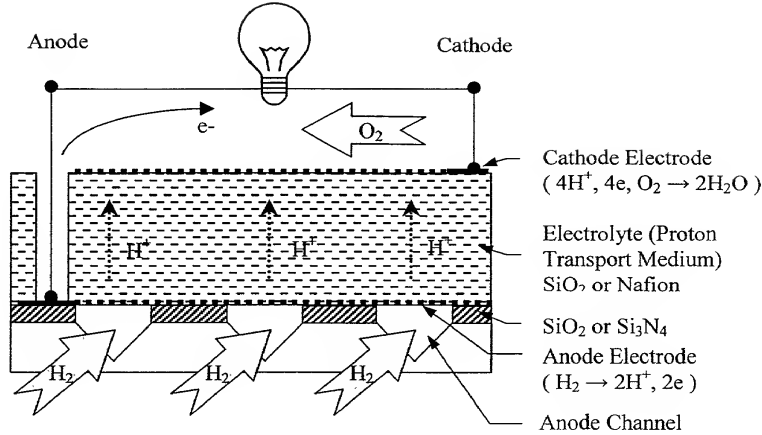 Anode
Cathode
e-
O₂
Cathode Electrode
( 4H⁺, 4e, O₂ → 2H₂O )
H⁺
H⁺
H⁺
Electrolyte (Proton
Transport Medium)
SiO₂ or Nafion
SiO₂ or Si₃N₄
Anode Electrode
( H₂ → 2H⁺, 2e )
H₂
H₂
H₂
Anode Channel